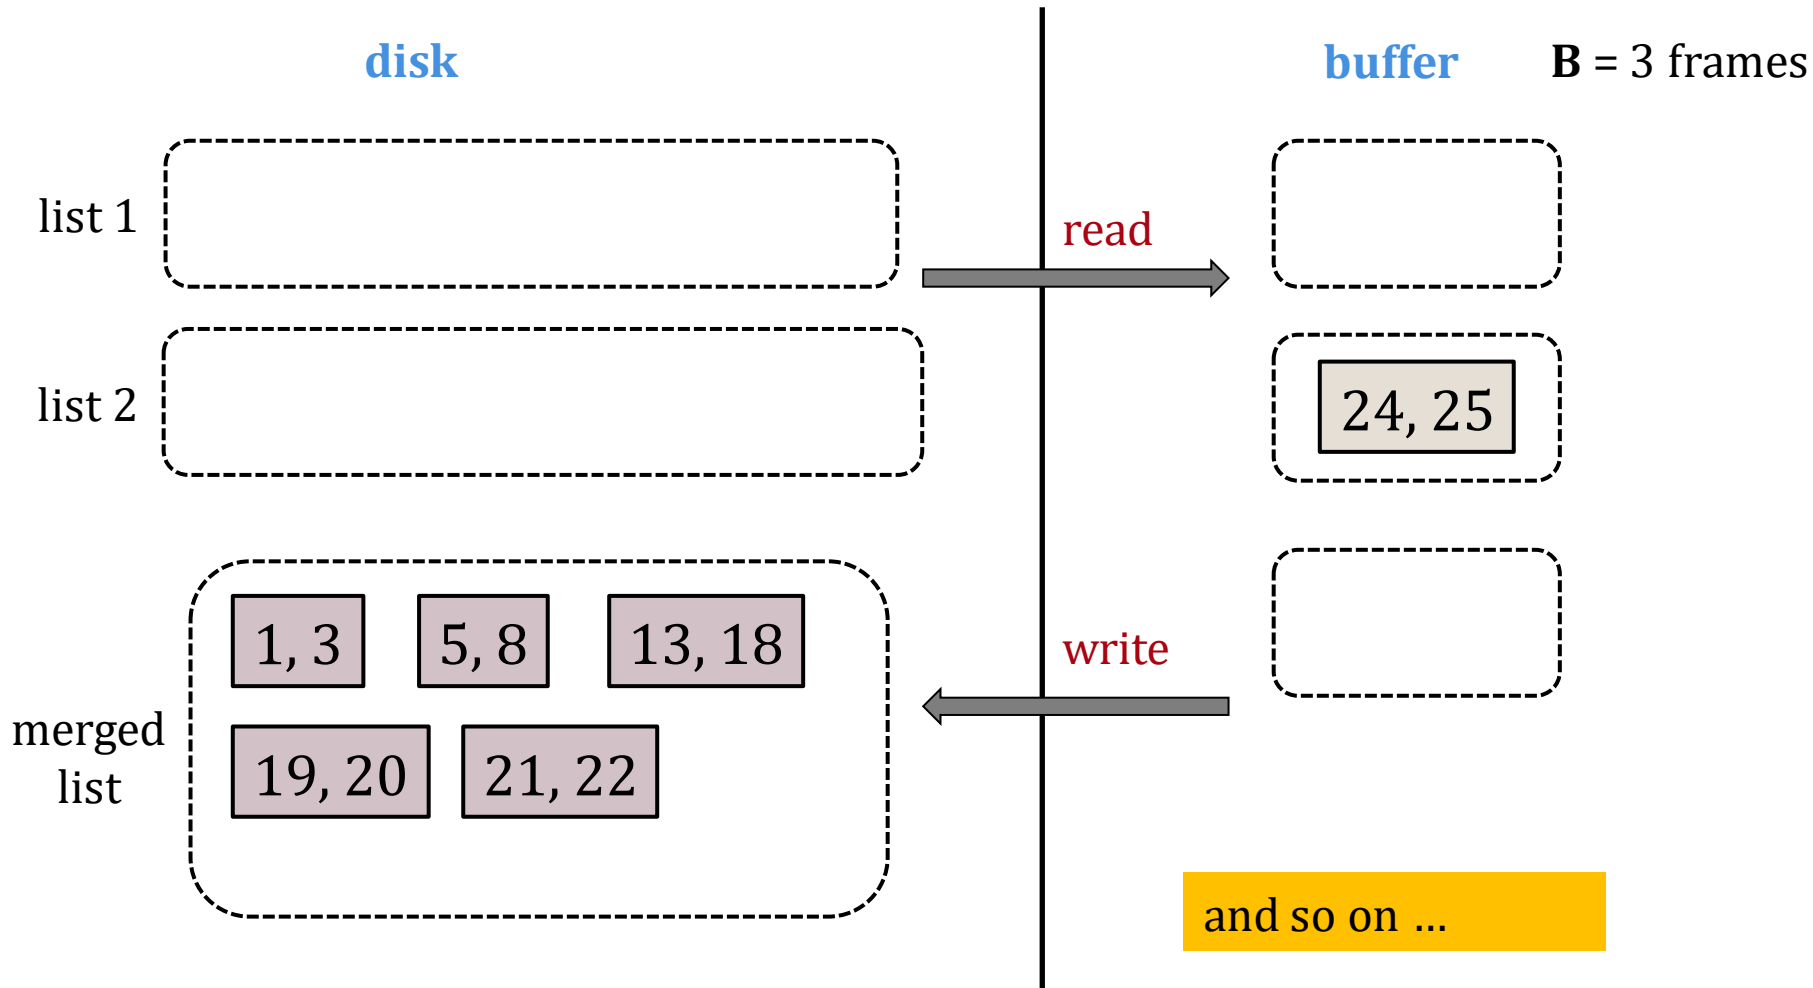 disk
buffer
B = 3 frames
list 1
read
list 2
24, 25
1, 3
5, 8
13, 18
write
merged
list
19, 20
21, 22
and so on ...